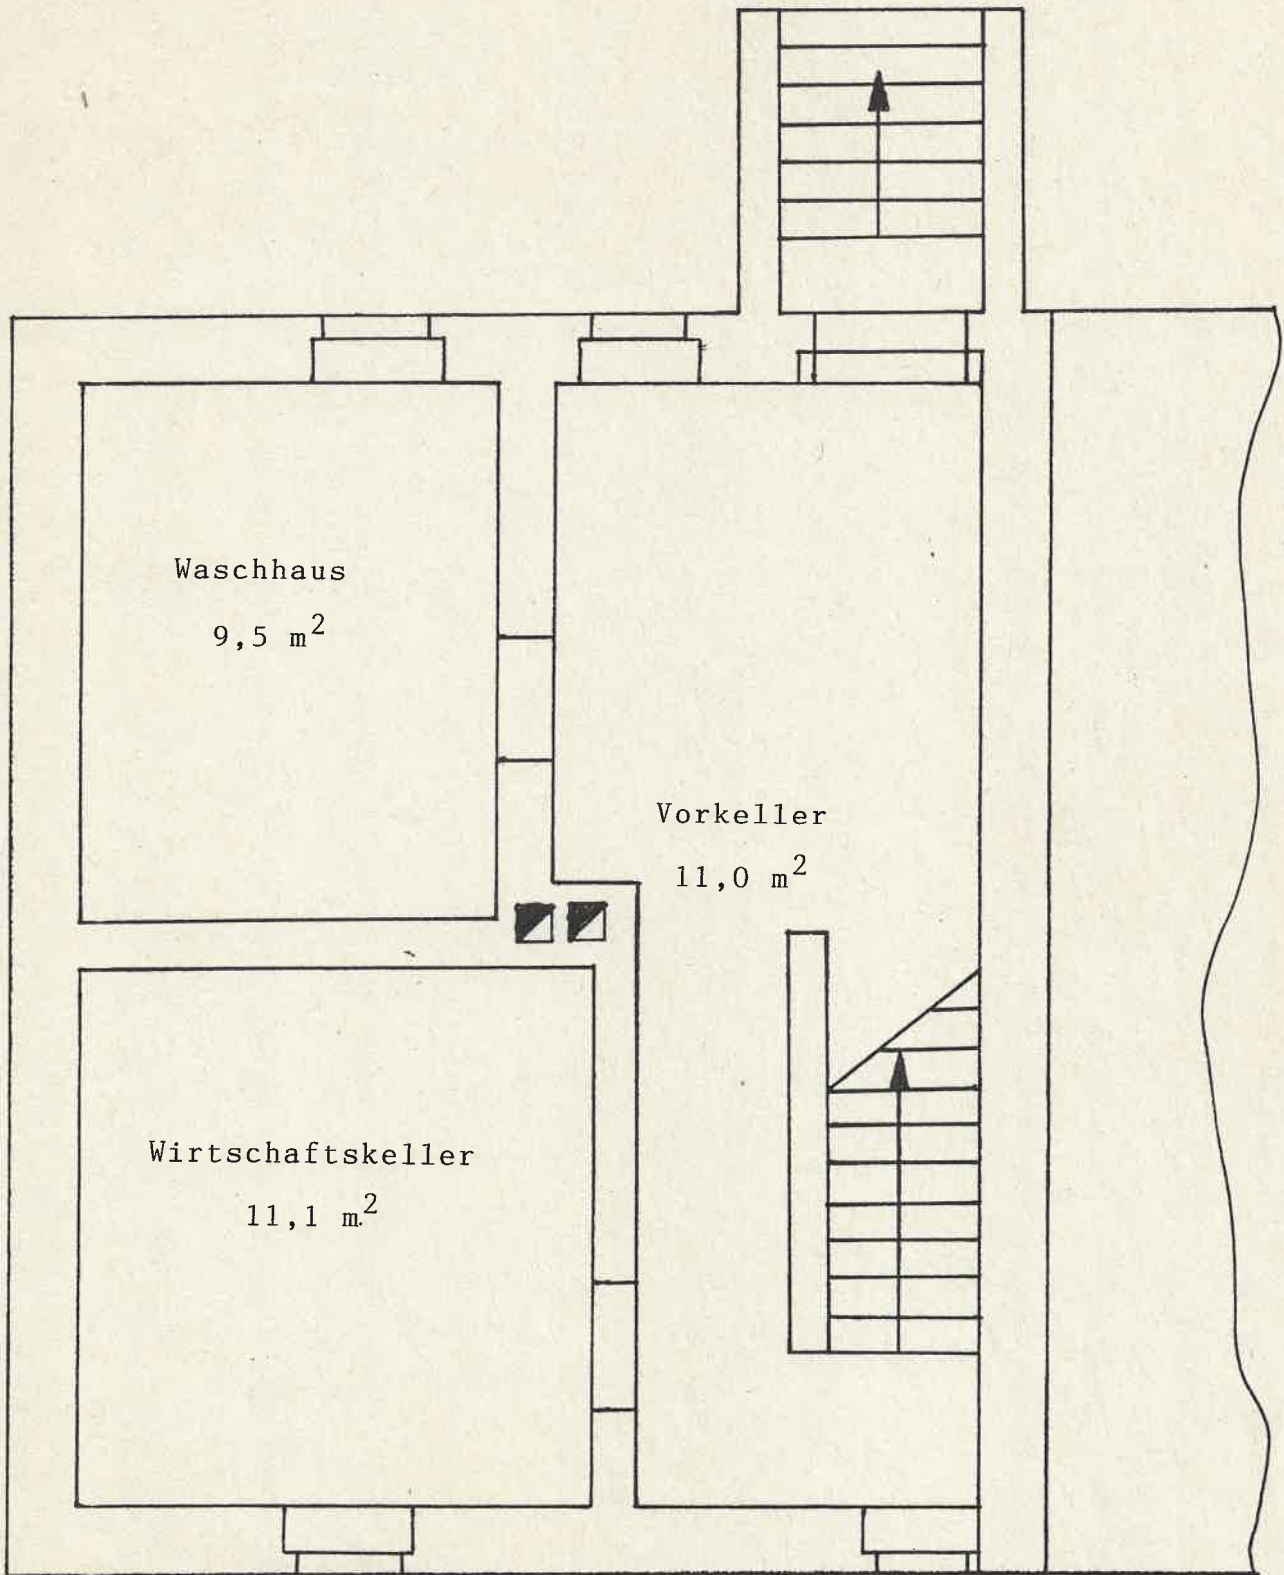 Waschhaus
9,5 m²
Vorkeller
11,0 m²
Wirtschaftskeller
11,1 m²